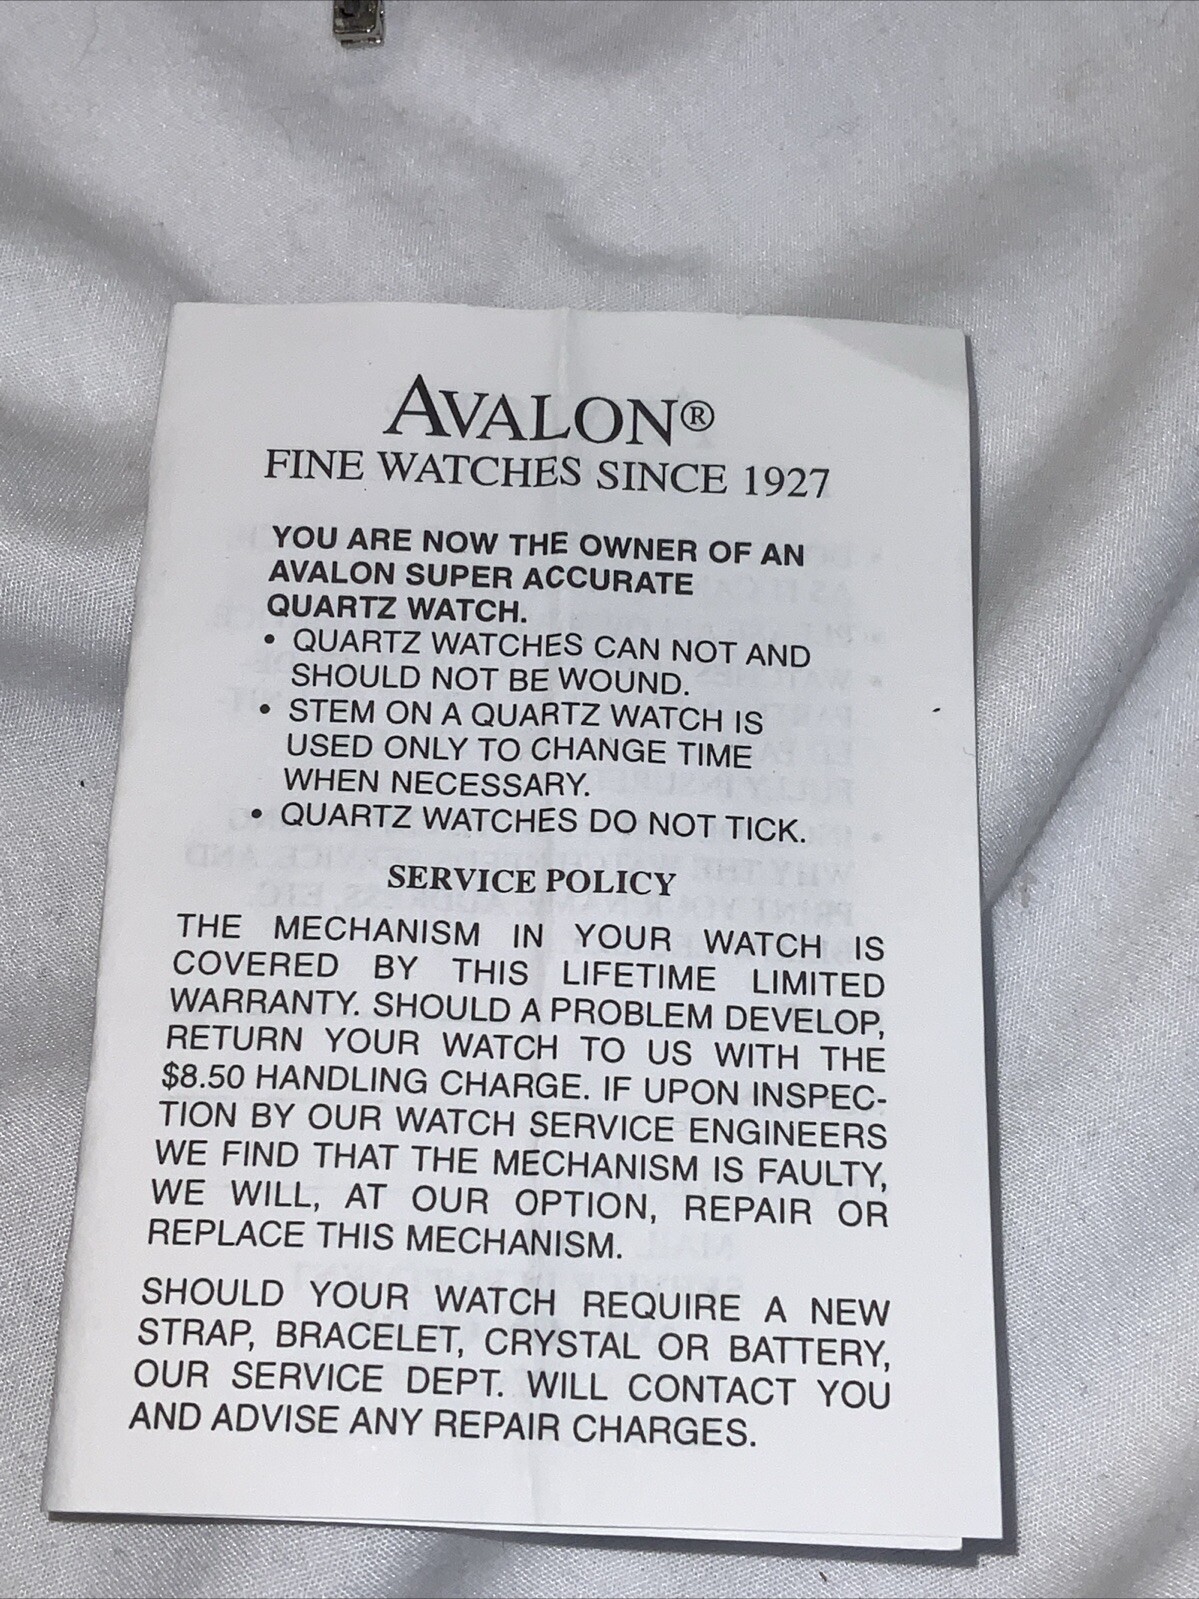 AVALON®
FINE WATCHES SINCE 1927
YOU ARE NOW THE OWNER OF AN
AVALON SUPER ACCURATE
QUARTZ WATCH.
• QUARTZ WATCHES CAN NOT AND
SHOULD NOT BE WOUND.
• STEM ON A QUARTZ WATCH IS
USED ONLY TO CHANGE TIME
WHEN NECESSARY.
• QUARTZ WATCHES DO NOT TICK.
SERVICE POLICY
THE MECHANISM IN YOUR WATCH IS
COVERED BY THIS LIFETIME LIMITED
WARRANTY. SHOULD A PROBLEM DEVELOP,
RETURN YOUR WATCH TO US WITH THE
$8.50 HANDLING CHARGE. IF UPON INSPEC-
TION BY OUR WATCH SERVICE ENGINEERS
WE FIND THAT THE MECHANISM IS FAULTY,
WE WILL, AT OUR OPTION, REPAIR OR
REPLACE THIS MECHANISM.
SHOULD YOUR WATCH REQUIRE A NEW
STRAP, BRACELET, CRYSTAL OR BATTERY,
OUR SERVICE DEPT. WILL CONTACT YOU
AND ADVISE ANY REPAIR CHARGES.